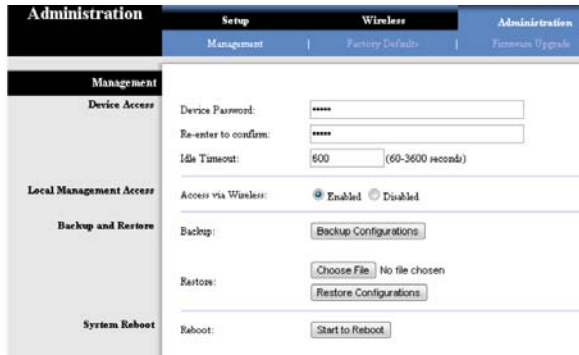 Administration
Setup Wireless Administration
Management | Factory Defaults | Firmware Upgrade
Management
Device Access
Device Password: •••••
Re-enter to confirm: •••••
Idle Timeout: 600 (60-3600 seconds)
Local Management Access
Access via Wireless: Enabled Disabled
Backup and Restore
Backup: Backup Configurations
Restore: Choose File No file chosen
Restore Configurations
System Reboot
Reboot: Start to Reboot